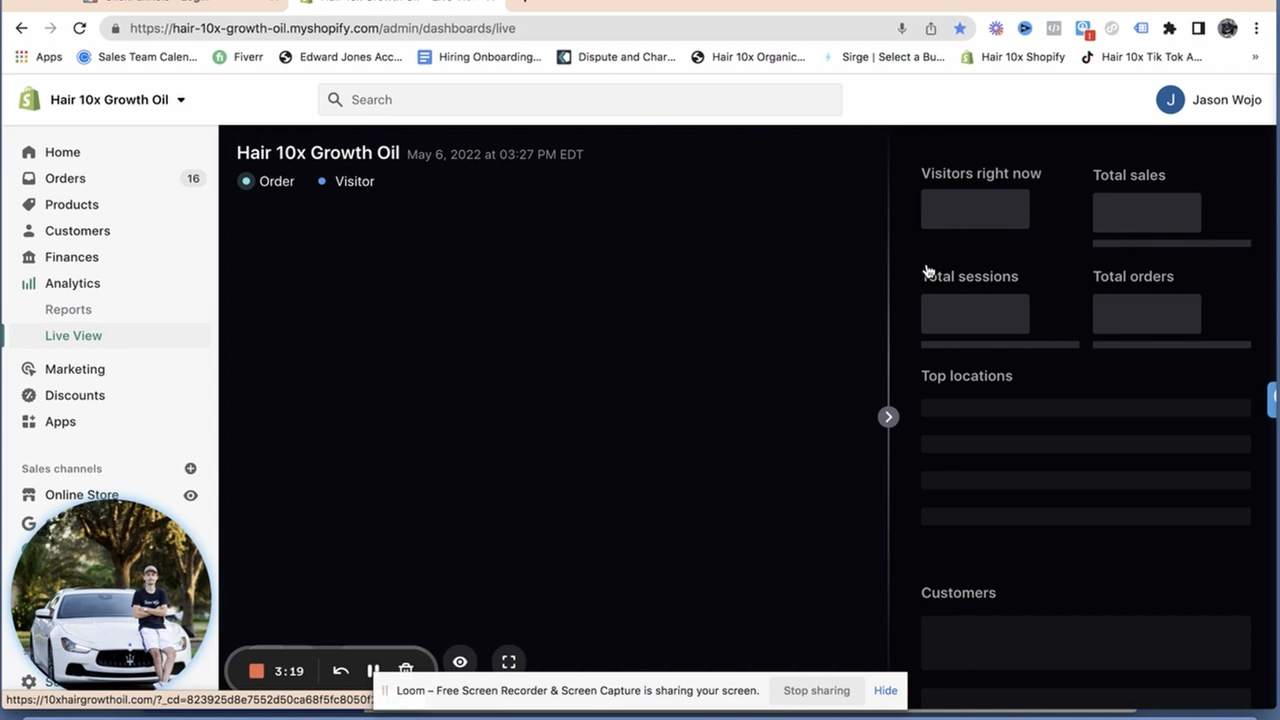 https://hair-10x-growth-oil.myshopify.com/admin/dashboards/live
Apps
Sales Team Calen...
Fiverr
Edward Jones Acc...
Hiring Onboarding...
Dispute and Char...
Hair 10x Organic...
Sirge | Select a Bu...
Hair 10x Shopify
Hair 10x Tik Tok A...
»
Hair 10x Growth Oil
Search
J
Jason Wojo
Home
Orders
16
Products
Customers
Finances
Analytics
Reports
Live View
Marketing
Discounts
Apps
Sales channels
Online Store
Hair 10x Growth Oil May 6, 2022 at 03:27 PM EDT
Order
Visitor
Visitors right now
Total sales
Total sessions
Total orders
Top locations
Customers
3:19
Loom – Free Screen Recorder & Screen Capture is sharing your screen.
Stop sharing
Hide